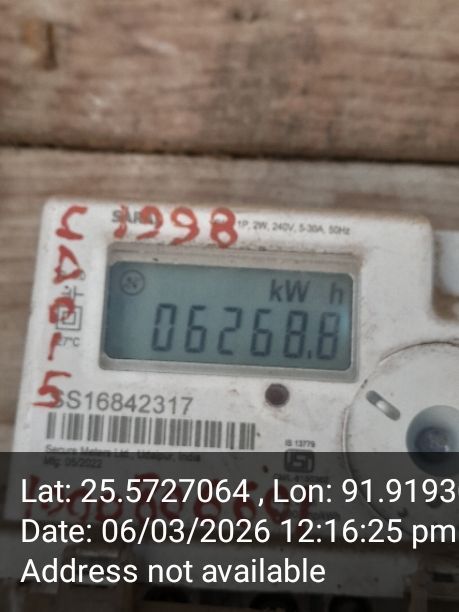 1998
1P, 2W, 240V, 5-30A, 50Hz
kW h
06268.8
SS16842317
IS 13779
Secure Meters Ltd., Udaipur, India
Mfg: 05/2022
Lat: 25.5727064 , Lon: 91.9193
Date: 06/03/2026 12:16:25 pm
Address not available